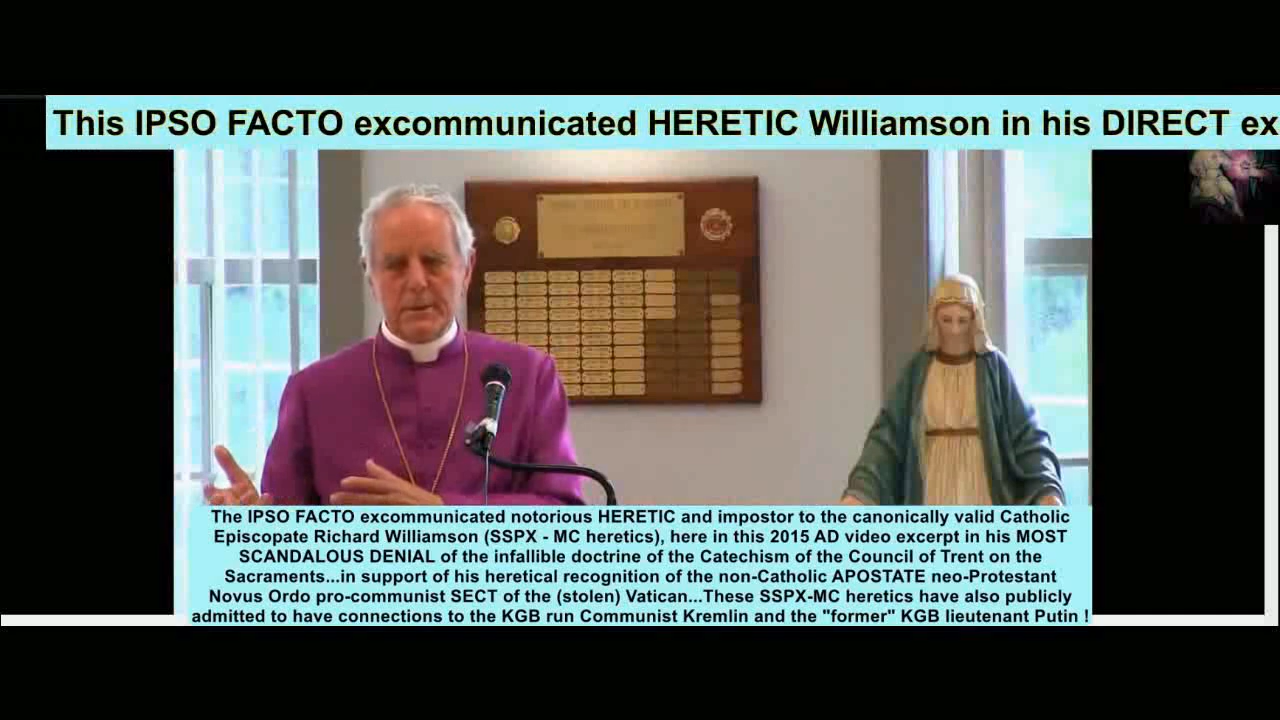 This IPSO FACTO excommunicated HERETIC Williamson in his DIRECT ex
The IPSO FACTO excommunicated notorious HERETIC and impostor to the canonically valid Catholic
Episcopate Richard Williamson (SSPX - MC heretics), here in this 2015 AD video excerpt in his MOST
SCANDALOUS DENIAL of the infallible doctrine of the Catechism of the Council of Trent on the
Sacraments...in support of his heretical recognition of the non-Catholic APOSTATE neo-Protestant
Novus Ordo pro-communist SECT of the (stolen) Vatican...These SSPX-MC heretics have also publicly
admitted to have connections to the KGB run Communist Kremlin and the "former" KGB lieutenant Putin !